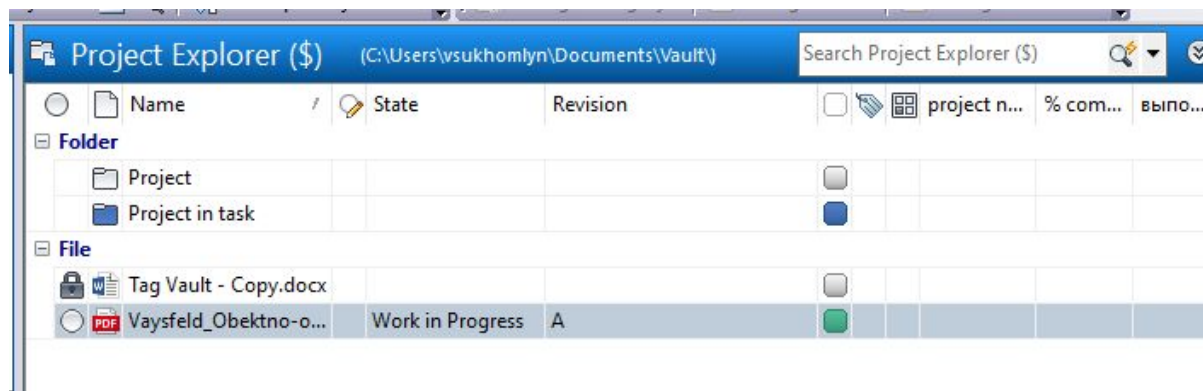 Project Explorer ($) (C:\Users\vsukhomlyn\Documents\Vault\) Search Project Explorer ($)
Name State Revision project n... % com... выпо...
Folder
Project
Project in task
File
Tag Vault - Copy.docx
PDF Vaysfeld_Obektno-o... Work in Progress A